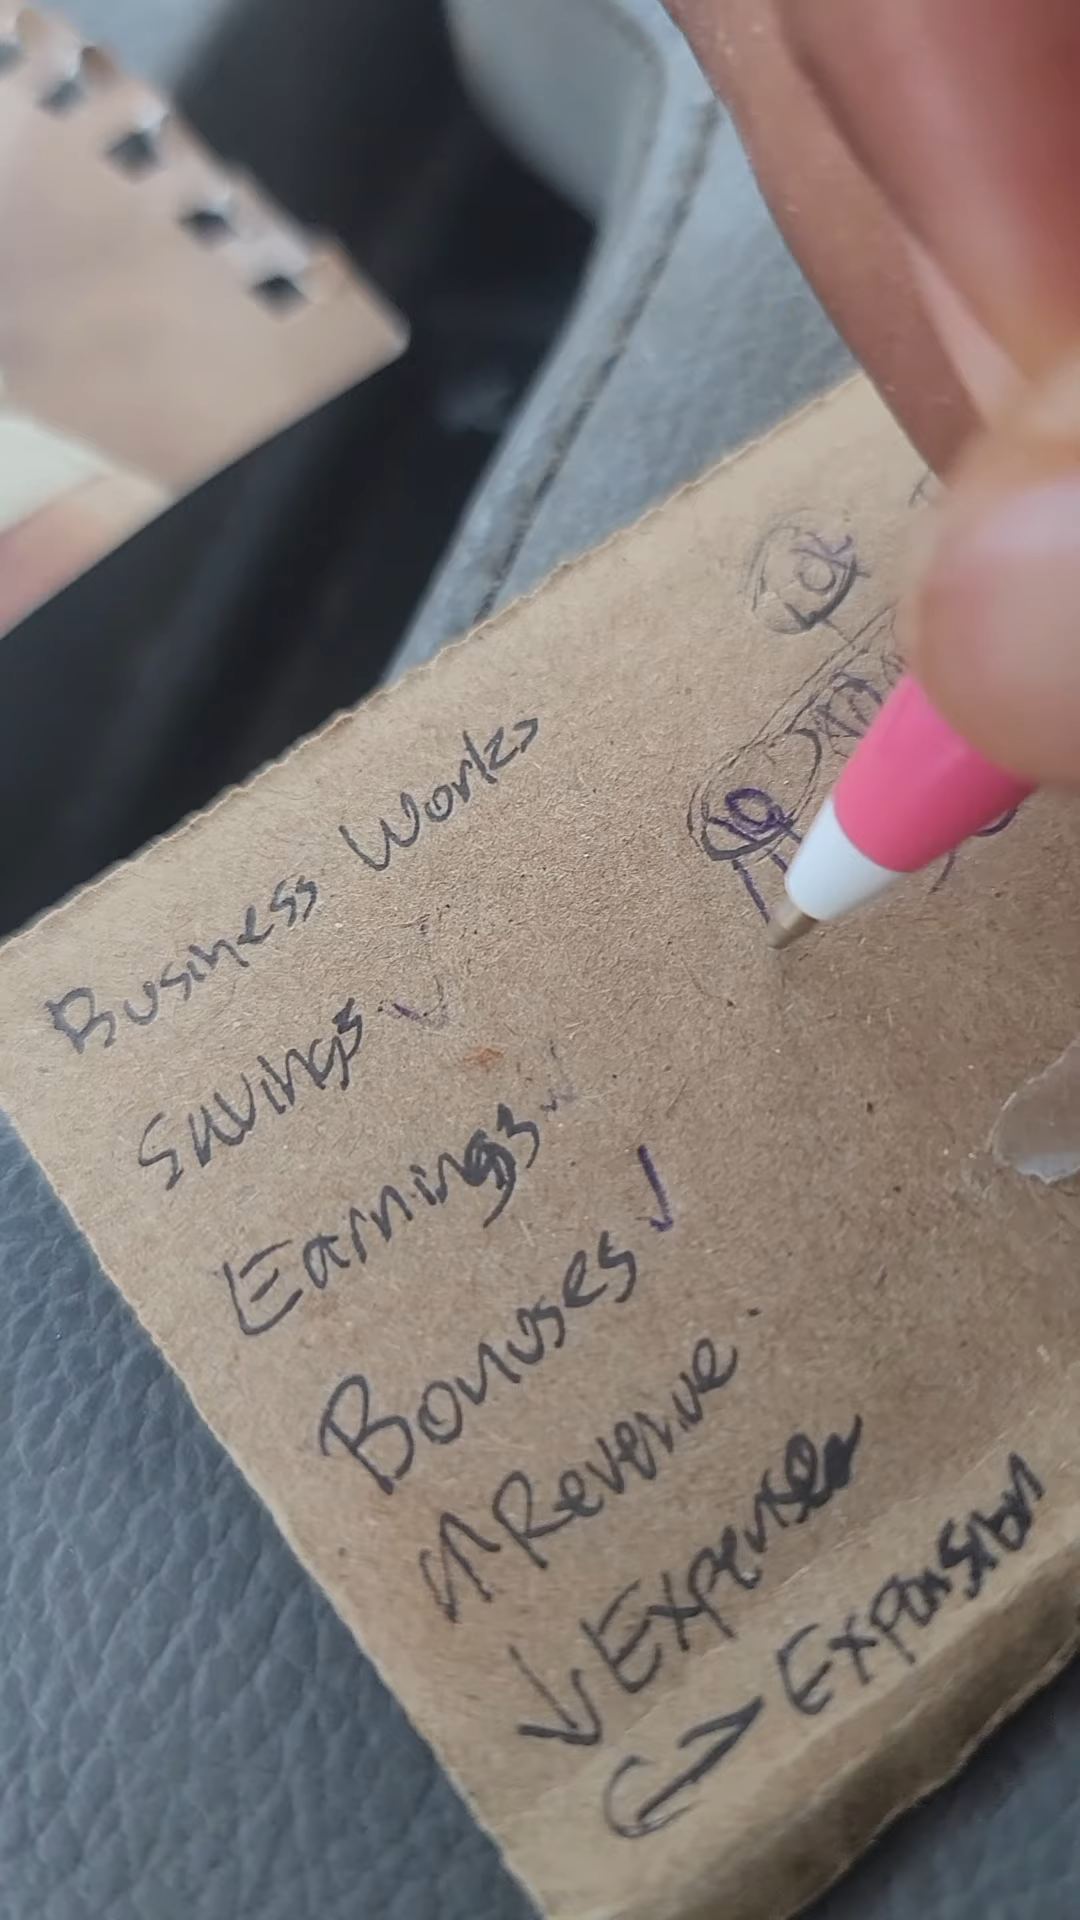 Business Works
Savings ✓
Earnings ✓
Bonuses ✓
↑ Revenue
↓ Expenses
<> Expansion